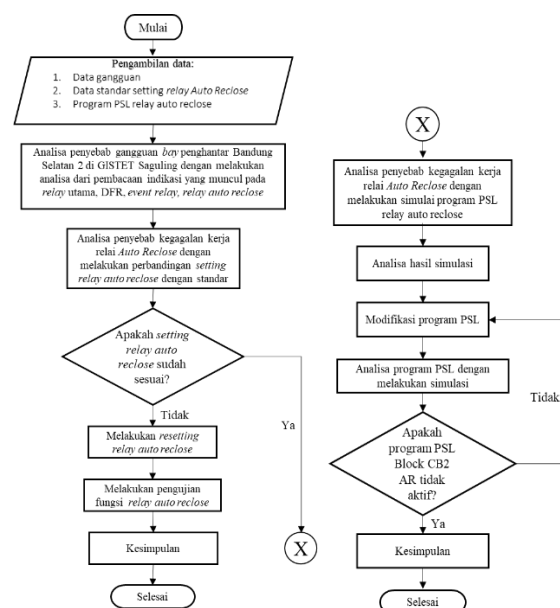 Mulai
Pengambilan data:
1. Data gangguan
2. Data standar setting relay Auto Reclose
3. Program PSL relay auto reclose
Analisa penyebab gangguan bay penghantar Bandung
Selatan 2 di GISTET Saguling dengan melakukan
analisa dari pembacaan indikasi yang muncul pada
relay utama, DFR, event relay, relay auto reclose
Analisa penyebab kegagalan kerja
relai Auto Reclose dengan
melakukan perbandingan setting
relay auto reclose dengan standar
Apakah setting
relay auto
reclose sudah
sesuai?
Tidak
Ya
Melakukan resetting
relay auto reclose
Melakukan pengujian
fungsi relay auto reclose
Kesimpulan
X
Selesai
X
Analisa penyebab kegagalan kerja
relai Auto Reclose dengan
melakukan simulai program PSL
relay auto reclose
Analisa hasil simulasi
Modifikasi program PSL
Analisa program PSL dengan
melakukan simulasi
Tidak
Apakah
program PSL
Block CB2
AR tidak
aktif?
Ya
Kesimpulan
Selesai